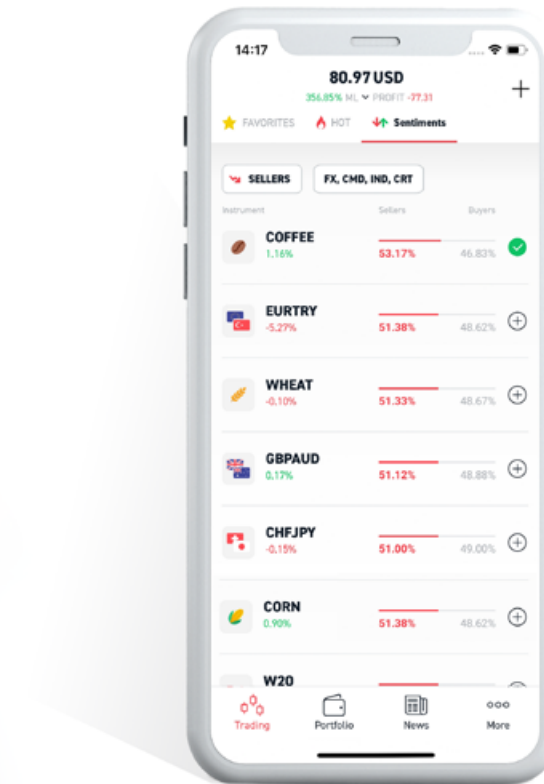 14:17
80.97 USD
356.85% ML PROFIT -77.31
FAVORITES HOT Sentiments
SELLERS FX, CMD, IND, CRT
Instrument Sellers Buyers
COFFEE
1.16% 53.17% 46.83%
EURTRY
-5.27% 51.38% 48.62%
WHEAT
-0.10% 51.33% 48.67%
GBPAUD
0.17% 51.12% 48.88%
CHFJPY
-0.15% 51.00% 49.00%
CORN
0.90% 51.38% 48.62%
W20
Trading Portfolio News More